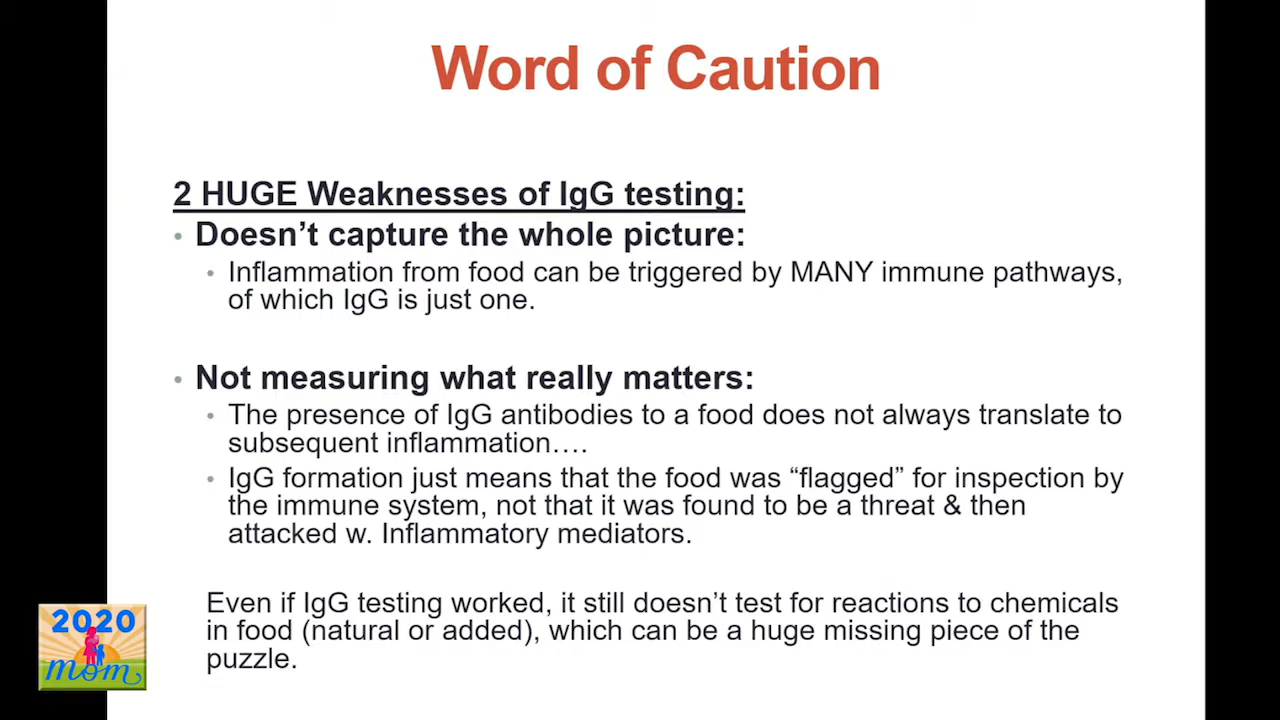 Word of Caution
2 HUGE Weaknesses of IgG testing:
• Doesn’t capture the whole picture:
• Inflammation from food can be triggered by MANY immune pathways,
of which IgG is just one.
• Not measuring what really matters:
• The presence of IgG antibodies to a food does not always translate to
subsequent inflammation….
• IgG formation just means that the food was “flagged” for inspection by
the immune system, not that it was found to be a threat & then
attacked w. Inflammatory mediators.
Even if IgG testing worked, it still doesn’t test for reactions to chemicals
in food (natural or added), which can be a huge missing piece of the
puzzle.
2020
mom